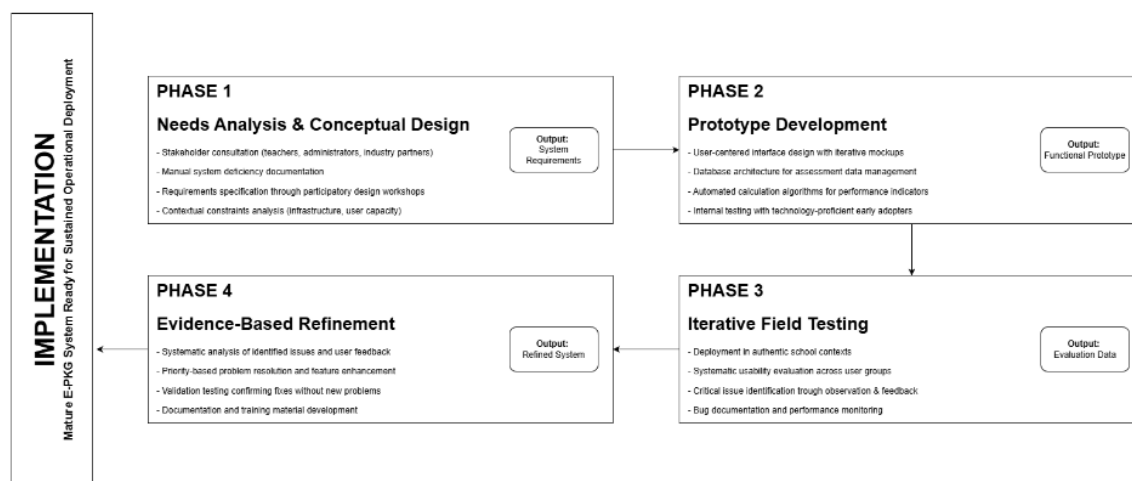 IMPLEMENTATION
Mature E-PKG System Ready for Sustained Operational Deployment
PHASE 1
Needs Analysis & Conceptual Design
- Stakeholder consultation (teachers, administrators, industry partners)
- Manual system deficiency documentation
- Requirements specification through participatory design workshops
- Contextual constraints analysis (infrastructure, user capacity)
Output:
System
Requirements
PHASE 2
Prototype Development
- User-centered interface design with iterative mockups
- Database architecture for assessment data management
- Automated calculation algorithms for performance indicators
- Internal testing with technology-proficient early adopters
Output:
Functional Prototype
PHASE 3
Iterative Field Testing
- Deployment in authentic school contexts
- Systematic usability evaluation across user groups
- Critical issue identification trough observation & feedback
- Bug documentation and performance monitoring
Output:
Evaluation Data
PHASE 4
Evidence-Based Refinement
- Systematic analysis of identified issues and user feedback
- Priority-based problem resolution and feature enhancement
- Validation testing confirming fixes without new problems
- Documentation and training material development
Output:
Refined System